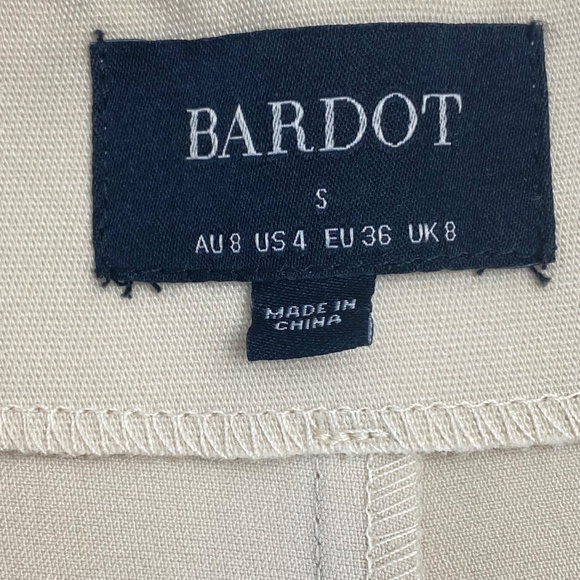 BARDOT
S
AU 8 US 4 EU 36 UK 8
MADE IN
CHINA